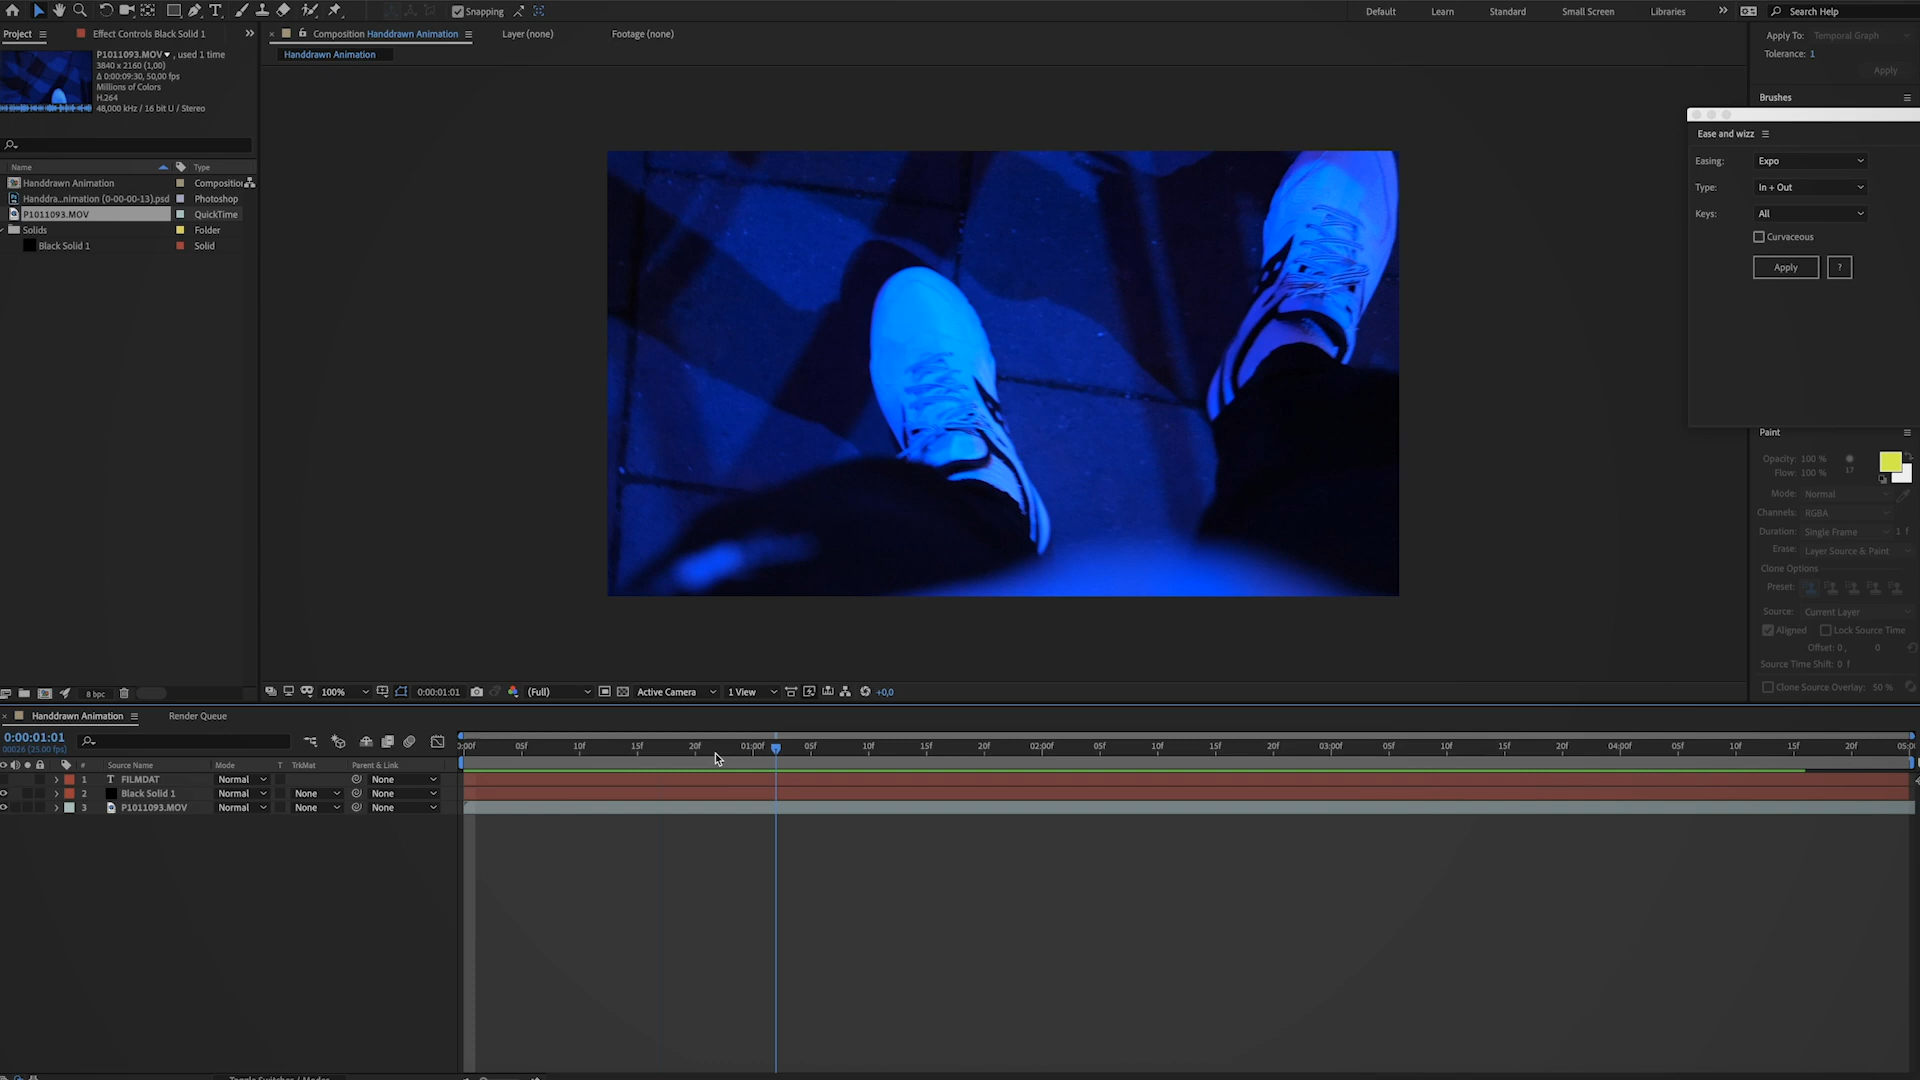 Snapping
Default
Learn
Standard
Small Screen
Libraries
Search Help
Project
Effect Controls Black Solid 1
Composition Handdrawn Animation
Layer (none)
Footage (none)
Handdrawn Animation
P1011093.MOV , used 1 time
3840 x 2160 (1,00)
Δ 0:00:09:30, 50,00 fps
Millions of Colors
H.264
48,000 kHz / 16 bit U / Stereo
Name
Type
Handdrawn Animation
Compositior
Handdra...nimation (0-00-00-13).psd
Photoshop
P1011093.MOV
QuickTime
Solids
Folder
Black Solid 1
Solid
Apply To: Temporal Graph
Tolerance: 1
Apply
Brushes
Ease and wizz
Easing: Expo
Type: In + Out
Keys: All
Curvaceous
Apply
?
Paint
Opacity: 100 %
Flow: 100 %
17
Mode: Normal
Channels: RGBA
Duration: Single Frame 1 f
Erase: Layer Source & Paint
Clone Options
Preset:
Source: Current Layer
Aligned
Lock Source Time
Offset: 0 , 0
Source Time Shift: 0 f
Clone Source Overlay: 50 %
8 bpc
100%
0:00:01:01
(Full)
Active Camera
1 View
+0,0
Handdrawn Animation
Render Queue
0:00:01:01
00026 (25.00 fps)
0:00f 05f 10f 15f 20f 01:00f 05f 10f 15f 20f 02:00f 05f 10f 15f 20f 03:00f 05f 10f 15f 20f 04:00f 05f 10f 15f 20f 05:0
# Source Name Mode T TrkMat Parent & Link
1 T FILMDAT Normal None
2 Black Solid 1 Normal None None
3 P1011093.MOV Normal None None